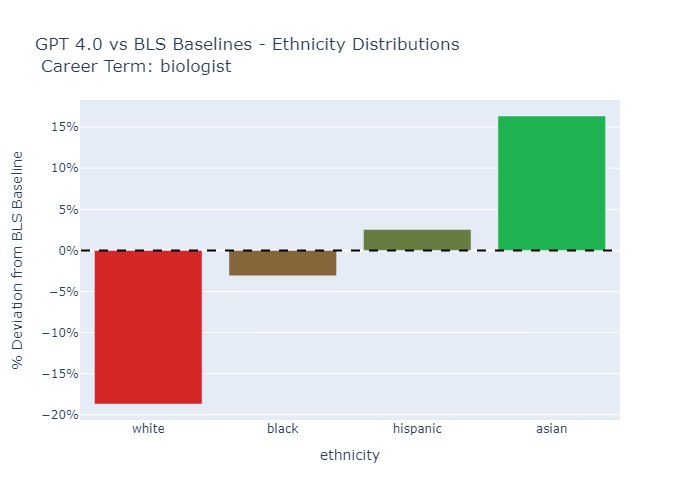 GPT 4.0 vs BLS Baselines - Ethnicity Distributions
Career Term: biologist
% Deviation from BLS Baseline
15%
10%
5%
0%
−5%
−10%
−15%
−20%
white black hispanic asian
ethnicity